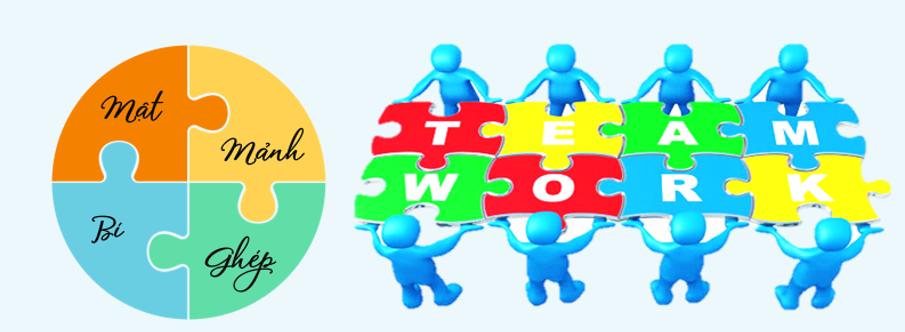 Mật
Mảnh
Bí
Ghép
TEAM
WORK